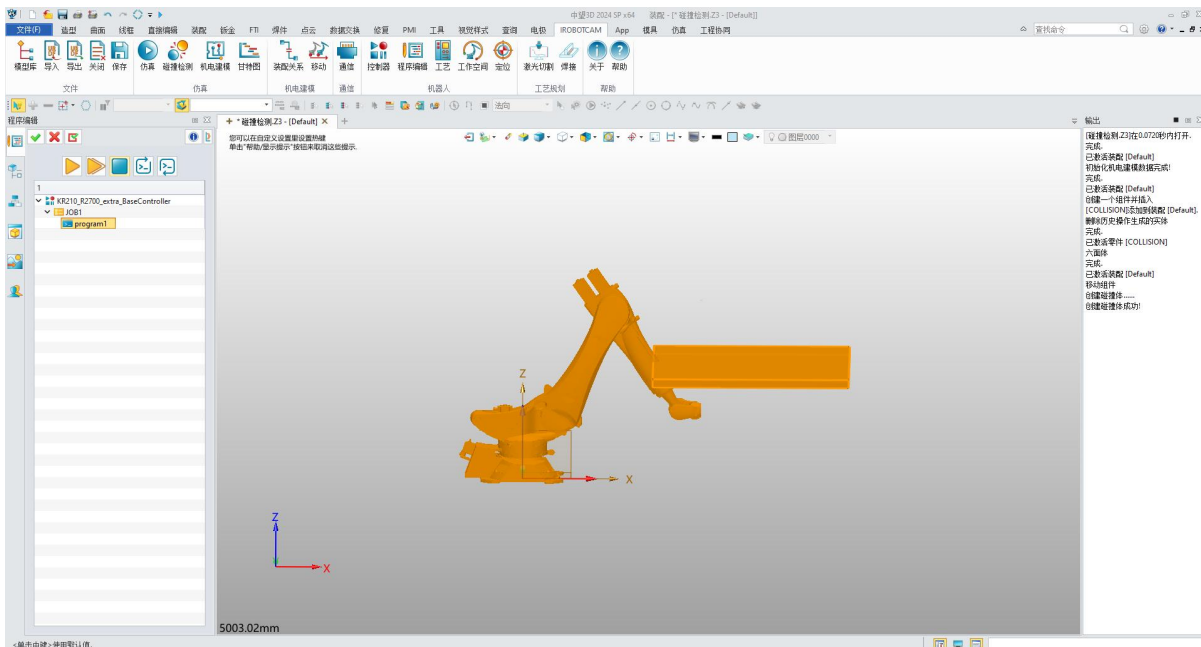 中望3D 2024 SP x64 装配 - [* 碰撞检测.Z3 - [Default]]
文件(F) 造型 曲面 线框 直接编辑 装配 钣金 FTI 焊件 点云 数据交换 修复 PMI 工具 视觉样式 查询 电极 IROBOTCAM App 模具 仿真 工程协同 查找命令
模型库 导入 导出 关闭 保存 仿真 碰撞检测 机电建模 甘特图 装配关系 移动 通信 控制器 程序编辑 工艺 工作空间 定位 激光切割 焊接 关于 帮助
文件 仿真 机电建模 通信 机器人 工艺规划 帮助
法向
程序编辑
* 碰撞检测.Z3 - [Default]
输出
您可以在自定义设置里设置热键
单击"帮助/显示提示"按钮来取消这些提示.
图层0000
1
KR210_R2700_extra_BaseController
JOB1
program1
[碰撞检测.Z3]在0.0720秒内打开.
完成.
已激活装配 [Default]
初始化机电建模数据完成!
完成.
已激活装配 [Default]
创建一个组件并插入
[COLLISION]添加到装配 [Default].
删除历史操作生成的实体
完成.
已激活零件 [COLLISION]
六面体
完成.
已激活装配 [Default]
移动组件
创建碰撞体......
创建碰撞体成功!
Z
X
Z
X
5003.02mm
<单击中键>使用默认值.